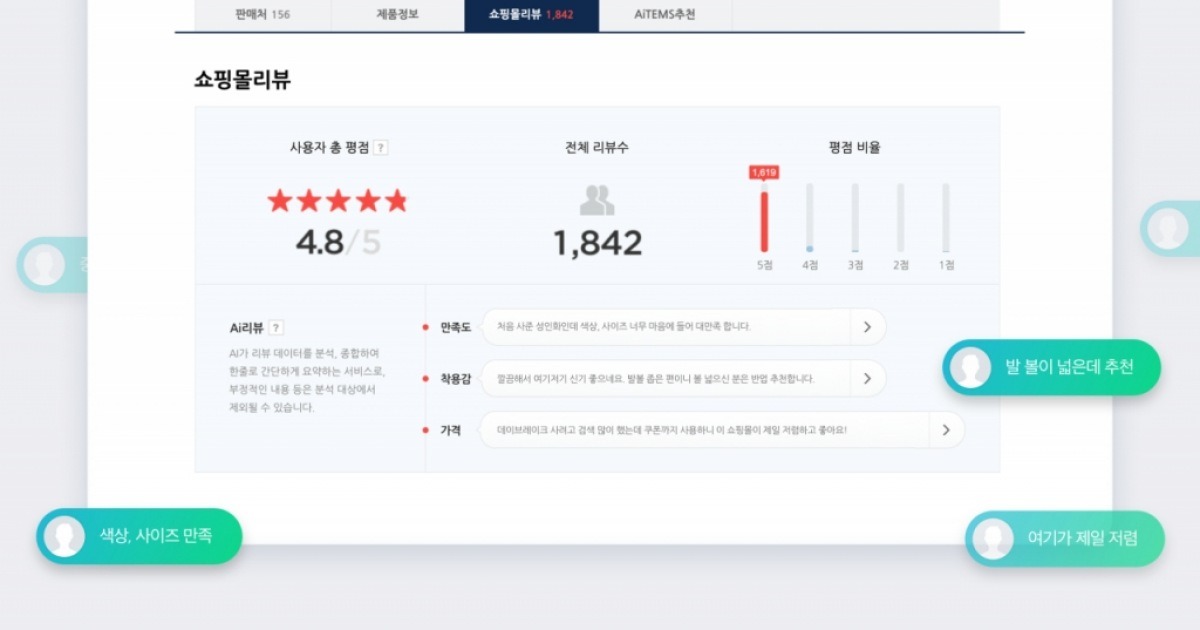 판매처 156
제품정보
쇼핑몰리뷰 1,842
AiTEMS추천
쇼핑몰리뷰
사용자 총 평점 ?
4.8/5
전체 리뷰수
1,842
평점 비율
1,619
5점 4점 3점 2점 1점
Ai리뷰 ?
AI가 리뷰 데이터를 분석, 종합하여
한줄로 간단하게 요약하는 서비스로,
부정적인 내용 등은 분석 대상에서
제외될 수 있습니다.
만족도
처음 사준 성인화인데 색상, 사이즈 너무 마음에 들어 대만족 합니다.
착용감
깔끔해서 여기저기 신기 좋으네요. 발볼 좁은 편이니 볼 넓으신 분은 반업 추천합니다.
가격
데이브레이크 사려고 검색 많이 했는데 쿠폰까지 사용하니 이 쇼핑몰이 제일 저렴하고 좋아요!
발 볼이 넓은데 추천
색상, 사이즈 만족
여기가 제일 저렴